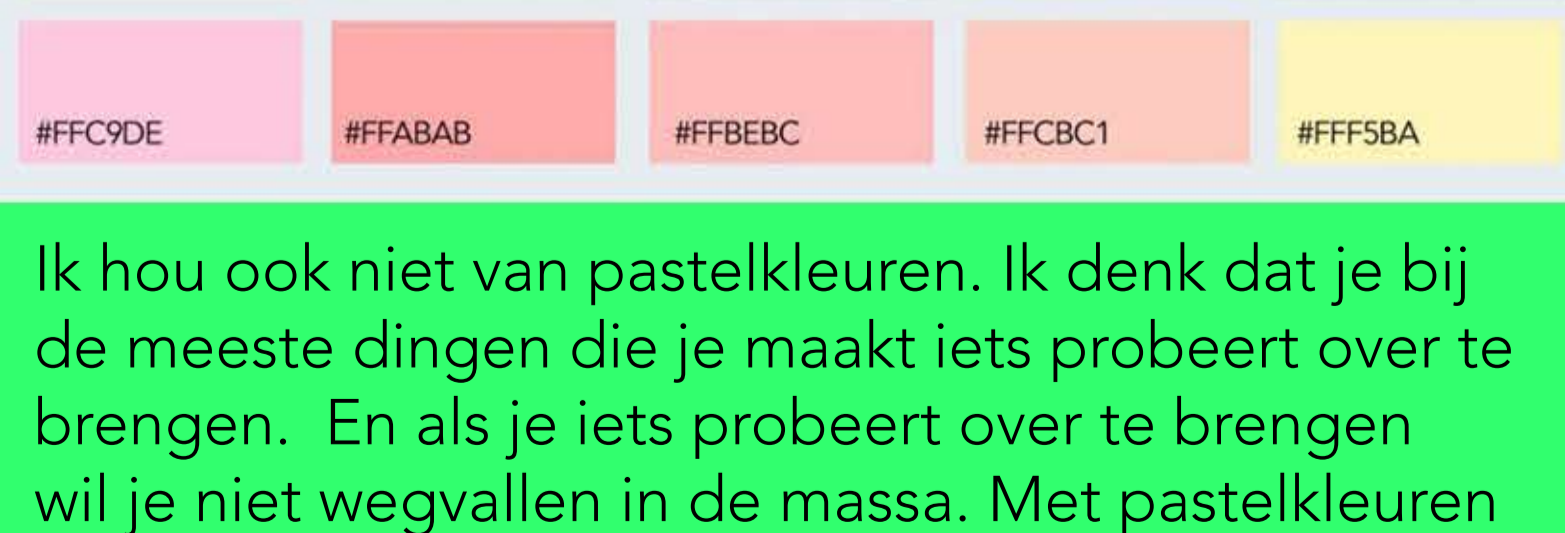 #FFC9DE #FFABAB #FFBEBC #FFCBC1 #FFF5BA
Ik hou ook niet van pastelkleuren. Ik denk dat je bij
de meeste dingen die je maakt iets probeert over te
brengen.  En als je iets probeert over te brengen
wil je niet wegvallen in de massa. Met pastelkleuren